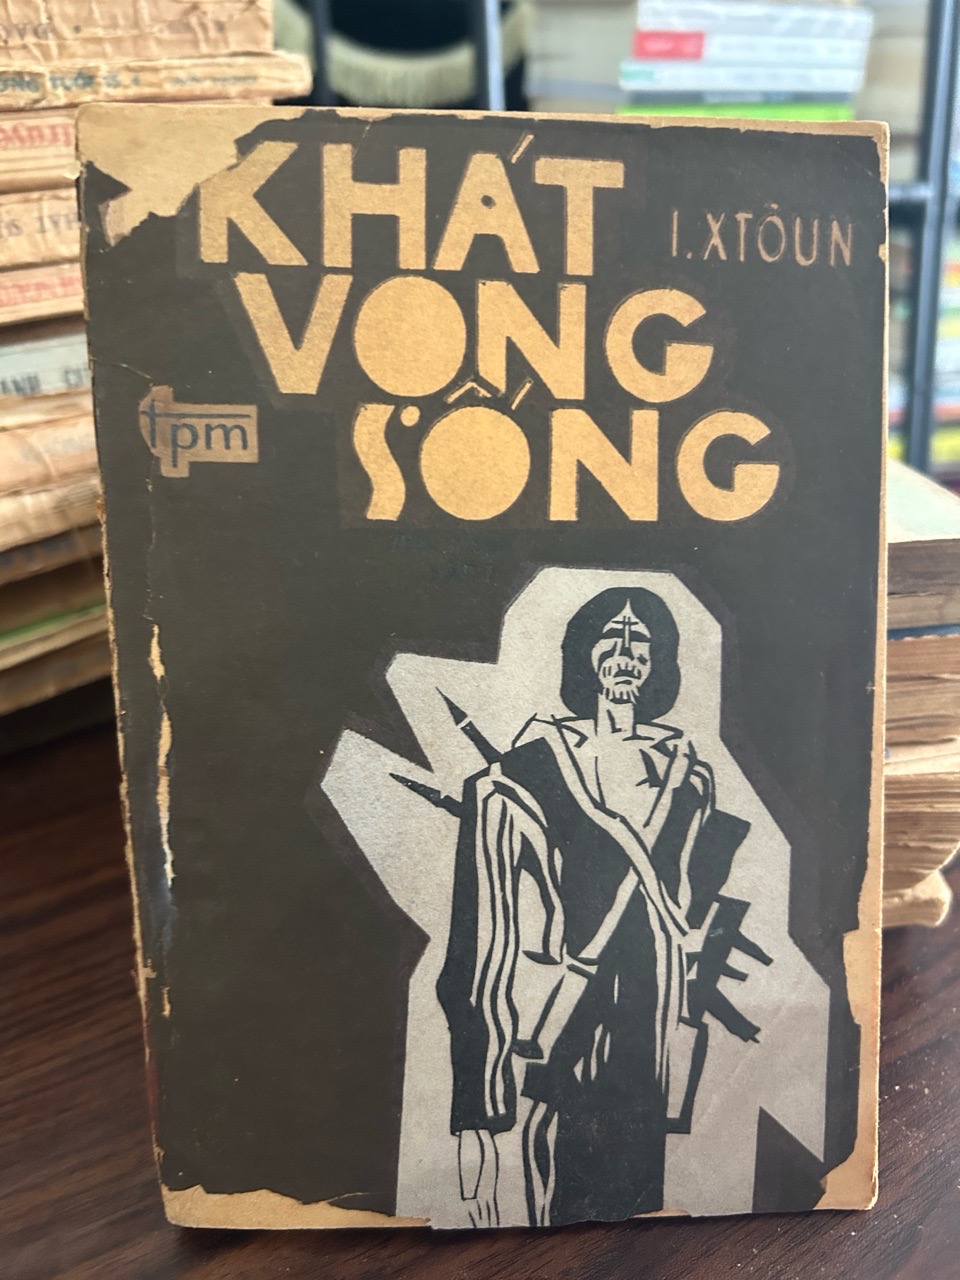 KHÁT
I. XTÔUN
VỌNG
SỐNG
tpm